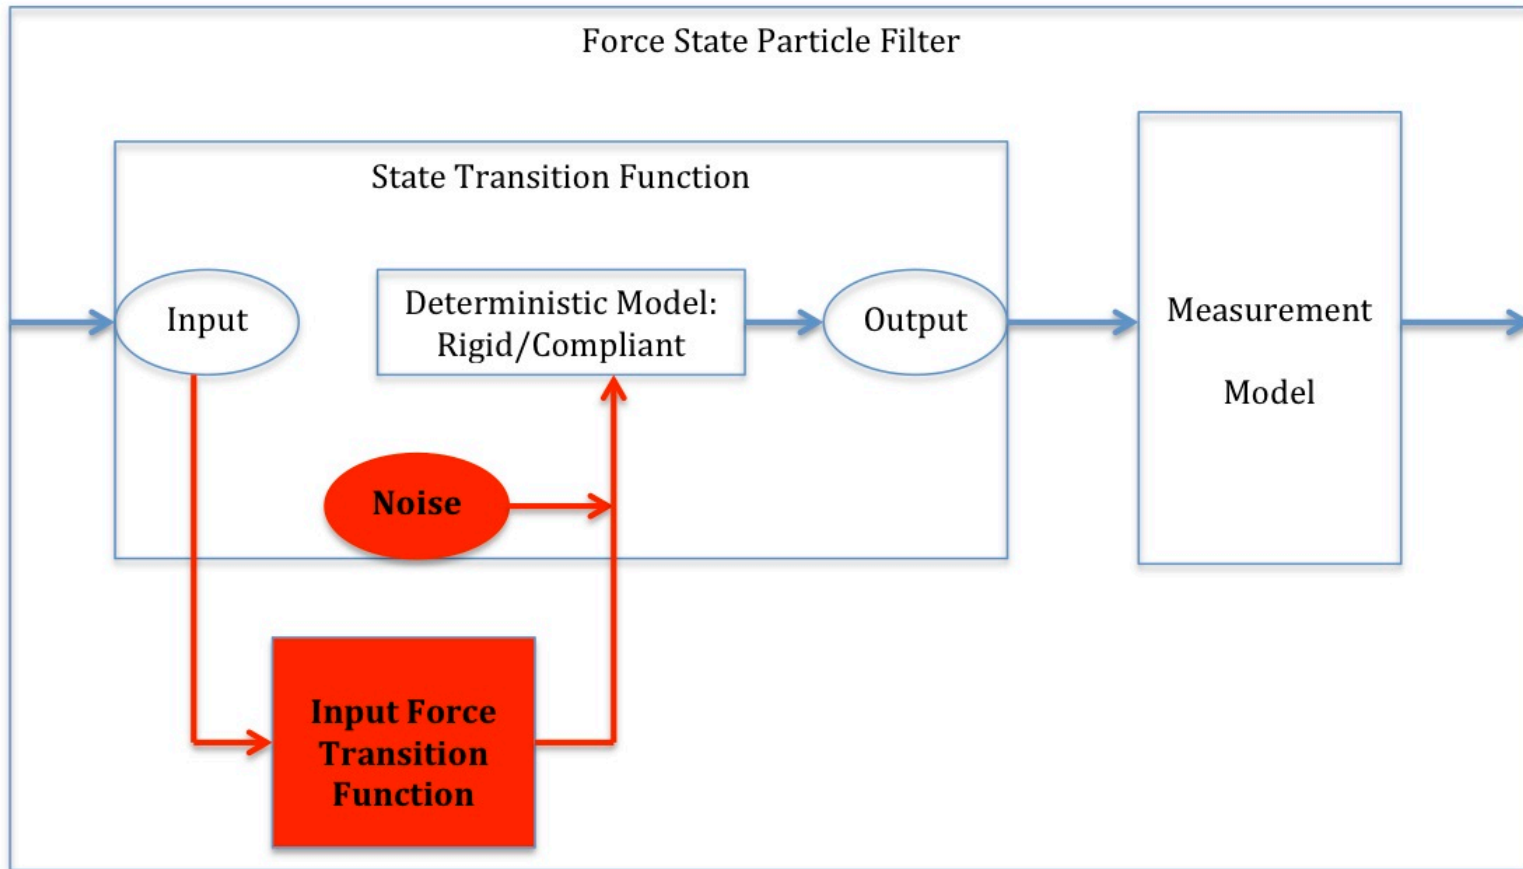 Force State Particle Filter
State Transition Function
Input
Deterministic Model:
Rigid/Compliant
Output
Measurement
Model
Noise
Input Force
Transition
Function